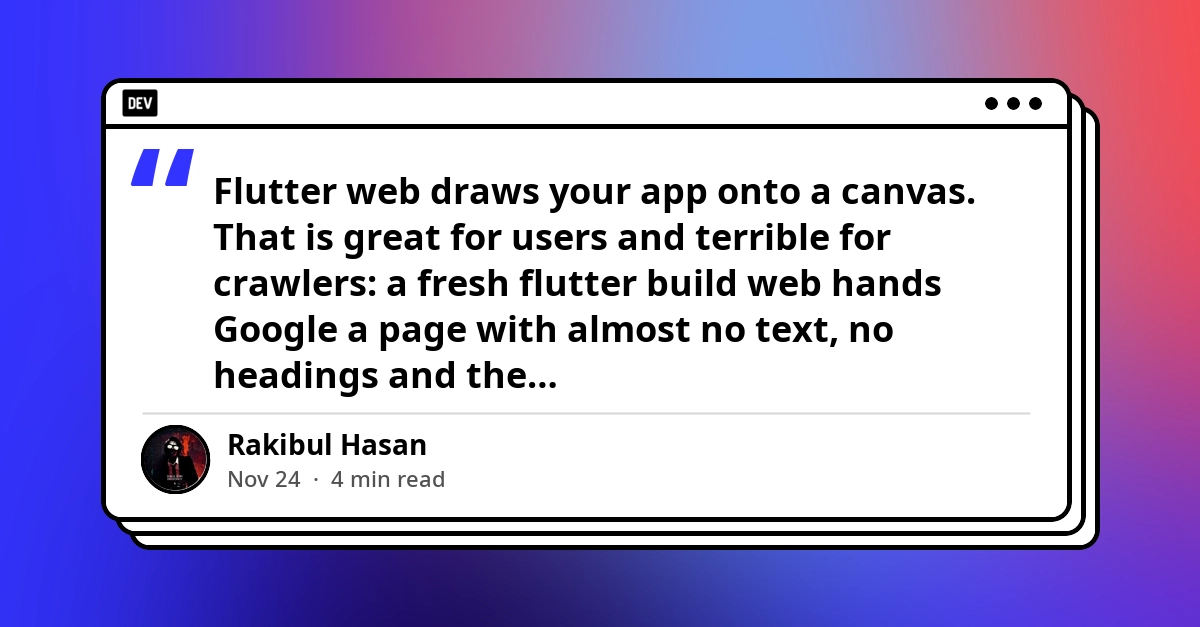 DEV
“
Flutter web draws your app onto a canvas.
That is great for users and terrible for
crawlers: a fresh flutter build web hands
Google a page with almost no text, no
headings and the...
Rakibul Hasan
Nov 24 · 4 min read